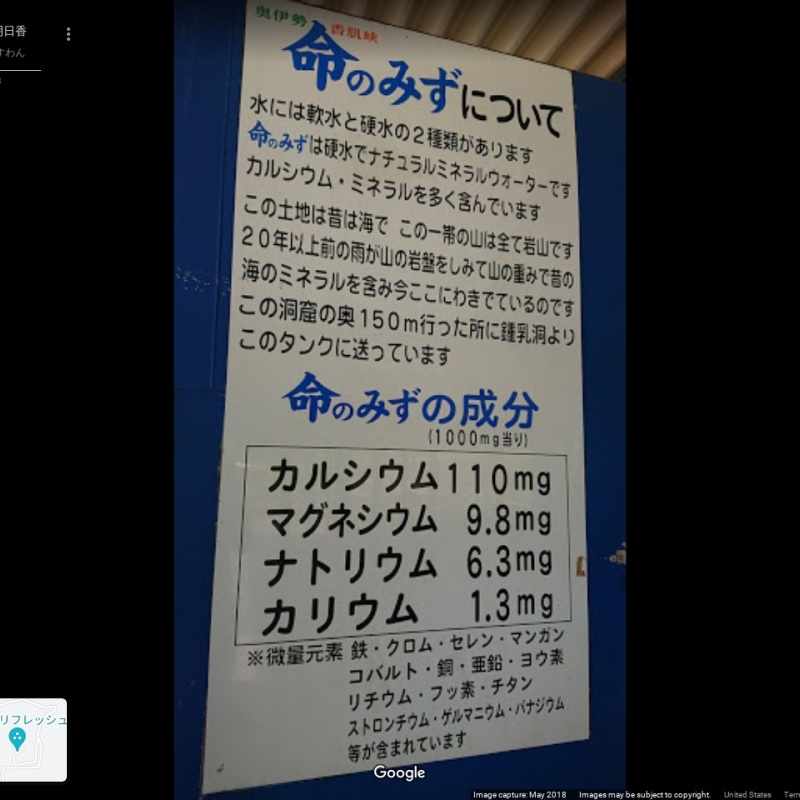 明日香
すわん
奥伊勢 香肌峡
命のみずについて
水には軟水と硬水の2種類があります
命のみずは硬水でナチュラルミネラルウォーターです
カルシウム・ミネラルを多く含んでいます
この土地は昔は海で この一帯の山は全て岩山です
20年以上前の雨が山の岩盤をしみて山の重みで昔の
海のミネラルを含み今ここにわきでているのです
この洞窟の奥150m行った所に鍾乳洞より
このタンクに送っています
命のみずの成分
(1000mg当り)
カルシウム 110mg
マグネシウム 9.8mg
ナトリウム 6.3mg
カリウム 1.3mg
※微量元素 鉄・クロム・セレン・マンガン
コバルト・銅・亜鉛・ヨウ素
リチウム・フッ素・チタン
ストロンチウム・ゲルマニウム・バナジウム
等が含まれています
リフレッシュ
Google
Image capture: May 2018 Images may be subject to copyright. United States